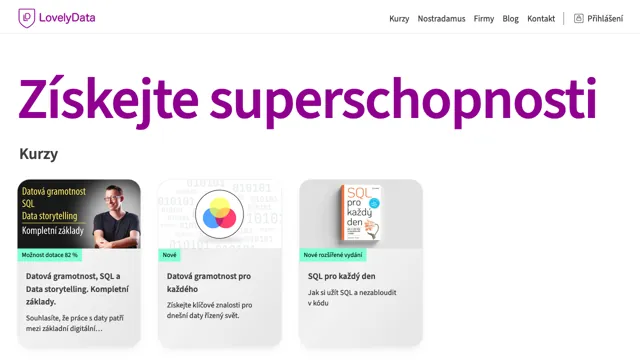 LovelyData
Kurzy Nostradamus Firmy Blog Kontakt Přihlášení
Získejte superschopnosti
Kurzy
Datová gramotnost
SQL
Data storytelling
Kompletní základy
Možnost dotace 82 %
Datová gramotnost, SQL a
Data storytelling. Kompletní
základy.
Souhlasíte, že práce s daty patří
mezi základní digitální…
010101
Nové
Datová gramotnost pro
každého
Získejte klíčové znalosti pro
dnešní daty řízený svět.
SQL
pro
každý
den
Nové rozšířené vydání
SQL pro každý den
Jak si užít SQL a nezabloudit
v kódu